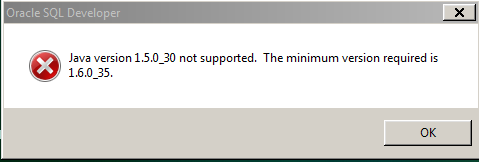 Oracle SQL Developer
Java version 1.5.0_30 not supported.  The minimum version required is
1.6.0_35.
OK